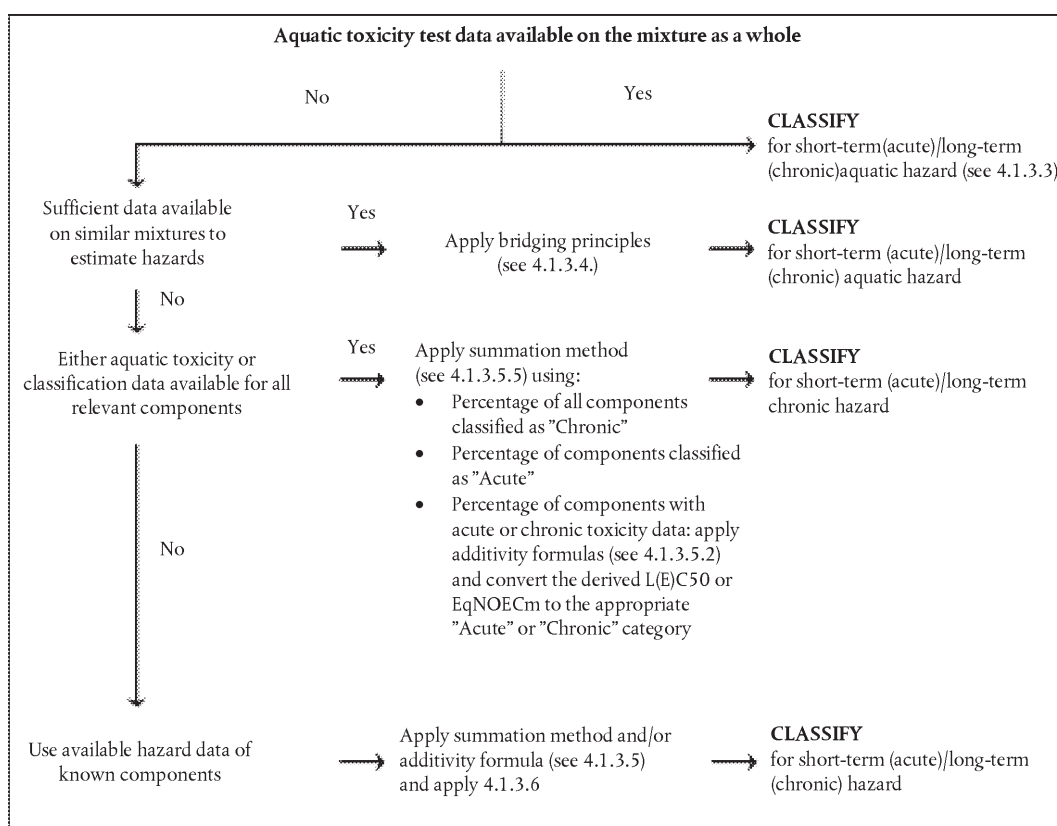 Aquatic toxicity test data available on the mixture as a whole
No
Yes
CLASSIFY
for short-term(acute)/long-term
(chronic)aquatic hazard (see 4.1.3.3)
Sufficient data available
on similar mixtures to
estimate hazards
Yes
Apply bridging principles
(see 4.1.3.4.)
CLASSIFY
for short-term (acute)/long-term
(chronic) aquatic hazard
No
Either aquatic toxicity or
classification data available for all
relevant components
Yes
Apply summation method
(see 4.1.3.5.5) using:
• Percentage of all components
classified as ”Chronic”
• Percentage of components classified
as ”Acute”
• Percentage of components with
acute or chronic toxicity data: apply
additivity formulas (see 4.1.3.5.2)
and convert the derived L(E)C50 or
EqNOECm to the appropriate
”Acute” or ”Chronic” category
CLASSIFY
for short-term (acute)/long-term
chronic hazard
No
Use available hazard data of
known components
Apply summation method and/or
additivity formula (see 4.1.3.5)
and apply 4.1.3.6
CLASSIFY
for short-term (acute)/long-term
(chronic) hazard